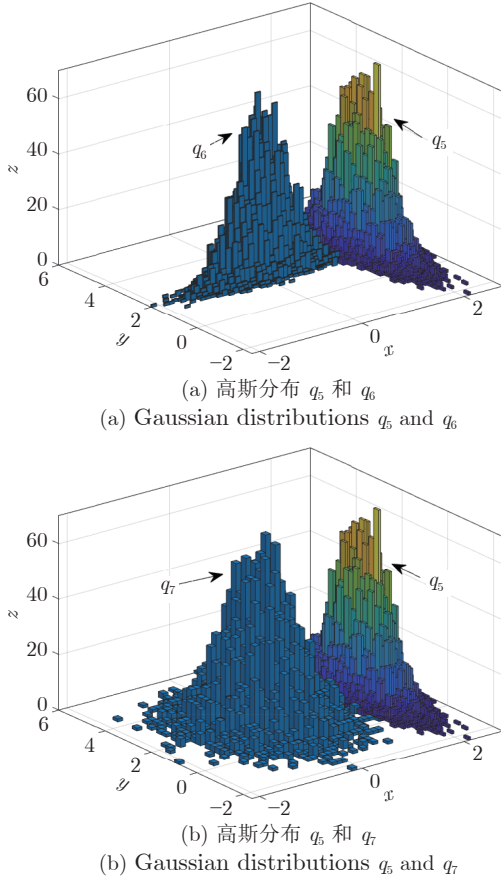 60
40
20
0
z
q₆
q₅
6
4
2
0
−2
y
−2
0
2
x
(a) 高斯分布 q₅ 和 q₆
(a) Gaussian distributions q₅ and q₆
60
40
20
0
z
q₇
q₅
6
4
2
0
−2
y
−2
0
2
x
(b) 高斯分布 q₅ 和 q₇
(b) Gaussian distributions q₅ and q₇